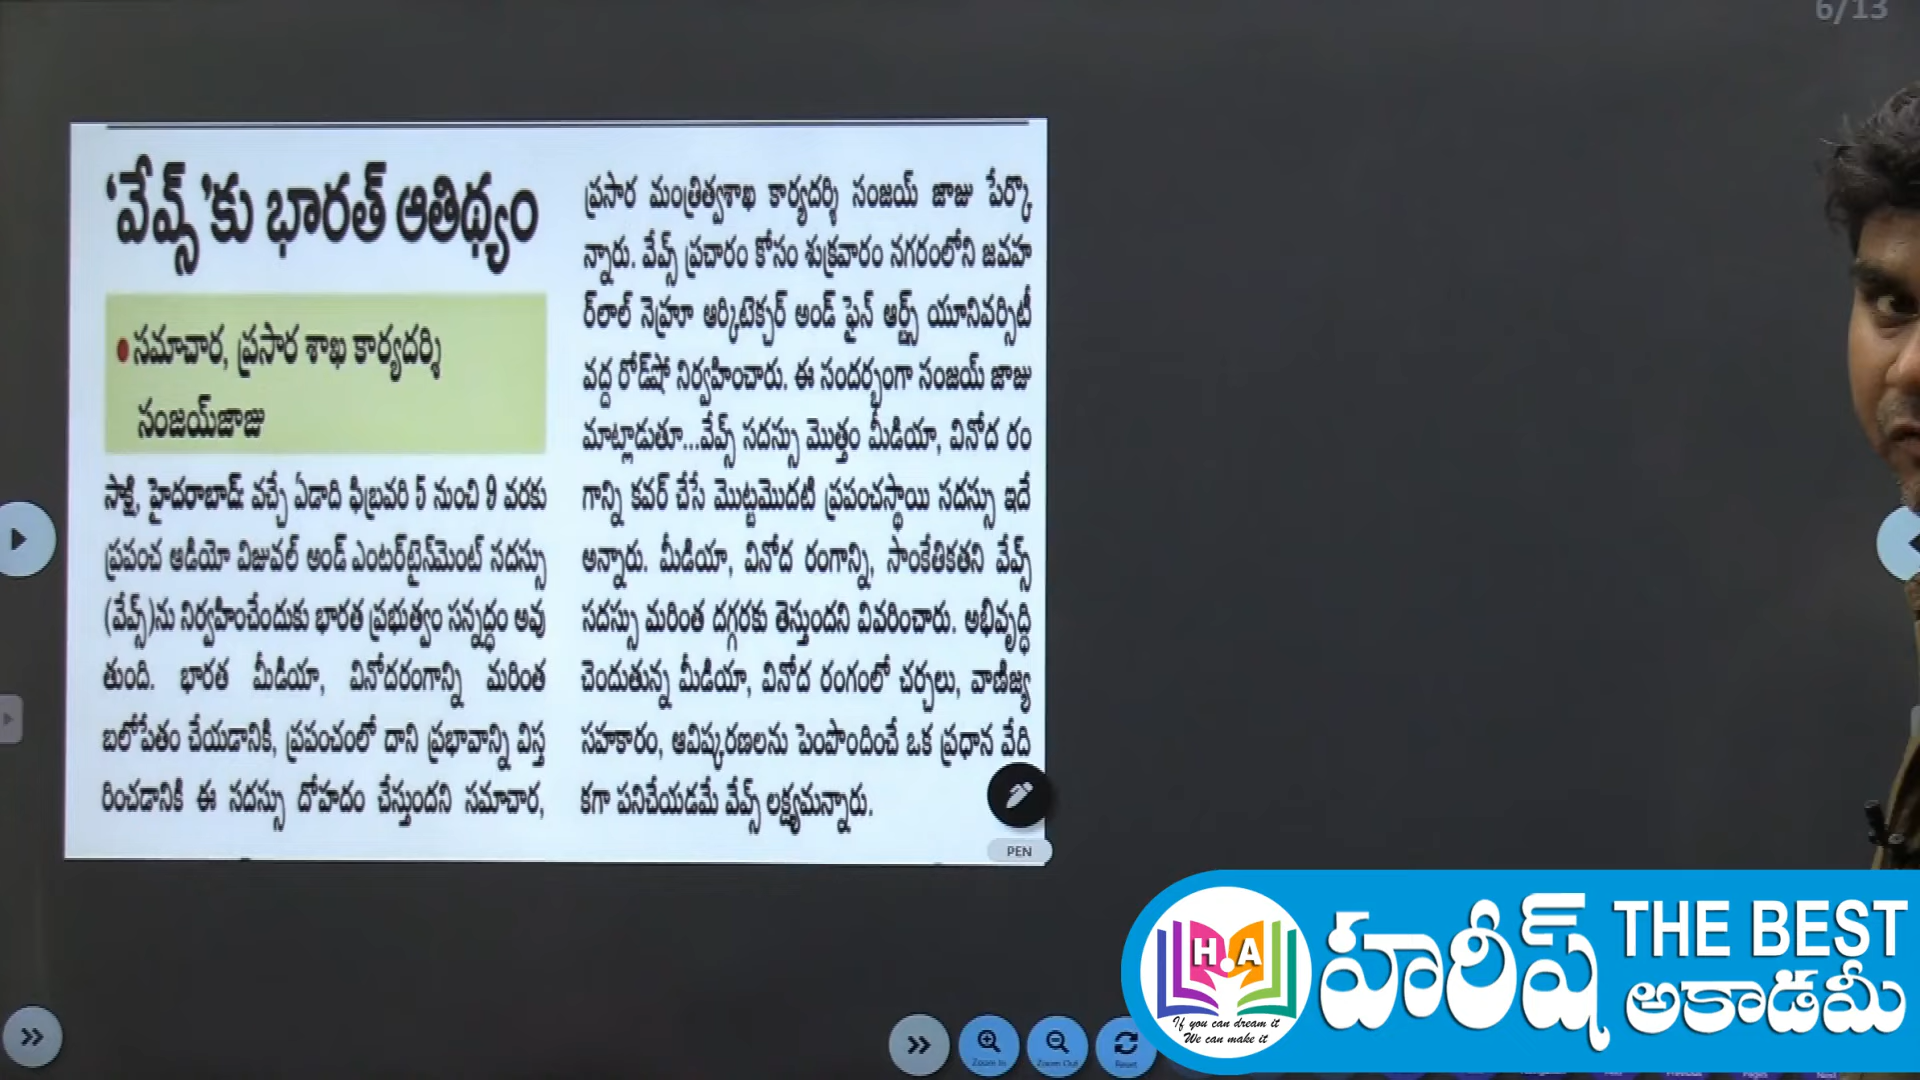 6/13
‘వేవ్స్’కు భారత్ ఆతిథ్యం
● సమాచార, ప్రసార శాఖ కార్యదర్శి
సంజయ్‌జాజు
సాక్షి, హైదరాబాద్: వచ్చే ఏడాది ఫిబ్రవరి 5 నుంచి 9 వరకు
ప్రపంచ ఆడియో విజువల్ అండ్ ఎంటర్‌టైన్‌మెంట్ సదస్సు
(వేవ్స్)ను నిర్వహించేందుకు భారత ప్రభుత్వం సన్నద్ధం అవు
తుంది. భారత మీడియా, వినోదరంగాన్ని మరింత
బలోపేతం చేయడానికి, ప్రపంచంలో దాని ప్రభావాన్ని విస్త
రించడానికి ఈ సదస్సు దోహదం చేస్తుందని సమాచార,
ప్రసార మంత్రిత్వశాఖ కార్యదర్శి సంజయ్ జాజు పేర్కొ
న్నారు. వేవ్స్ ప్రచారం కోసం శుక్రవారం నగరంలోని జవహ
ర్‌లాల్ నెహ్రూ ఆర్కిటెక్చర్ అండ్ ఫైన్ ఆర్ట్స్ యూనివర్సిటీ
వద్ద రోడ్‌షో నిర్వహించారు. ఈ సందర్భంగా సంజయ్ జాజు
మాట్లాడుతూ...వేవ్స్ సదస్సు మొత్తం మీడియా, వినోద రం
గాన్ని కవర్ చేసే మొట్టమొదటి ప్రపంచస్థాయి సదస్సు ఇదే
అన్నారు. మీడియా, వినోద రంగాన్ని, సాంకేతికతని వేవ్స్
సదస్సు మరింత దగ్గరకు తెస్తుందని వివరించారు. అభివృద్ధి
చెందుతున్న మీడియా, వినోద రంగంలో చర్చలు, వాణిజ్య
సహకారం, ఆవిష్కరణలను పెంపొందించే ఒక ప్రధాన వేది
కగా పనిచేయడమే వేవ్స్ లక్ష్యమన్నారు.
PEN
Zoom In
Zoom Out
Reset
H.A
If you can dream it
We can make it
హరీష్
THE BEST
అకాడమీ